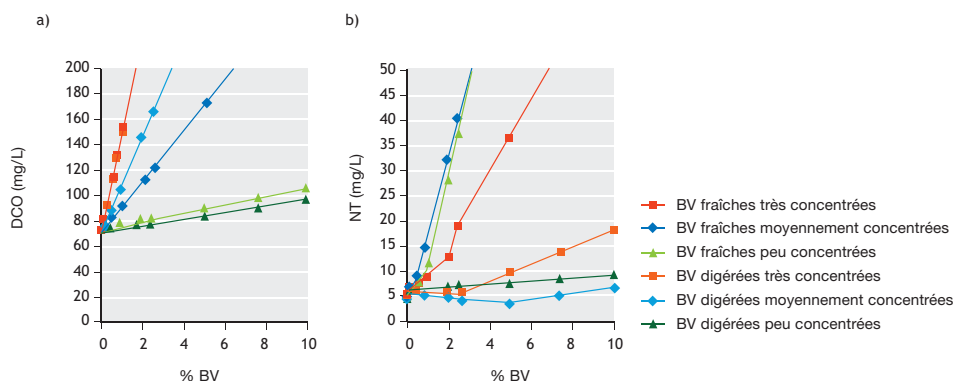 a)
DCO (mg/L)
200
180
160
140
120
100
80
60
40
20
0
0 2 4 6 8 10
% BV
b)
NT (mg/L)
50
45
40
35
30
25
20
15
10
5
0
0 2 4 6 8 10
% BV
BV fraîches très concentrées
BV fraîches moyennement concentrées
BV fraîches peu concentrées
BV digérées très concentrées
BV digérées moyennement concentrées
BV digérées peu concentrées